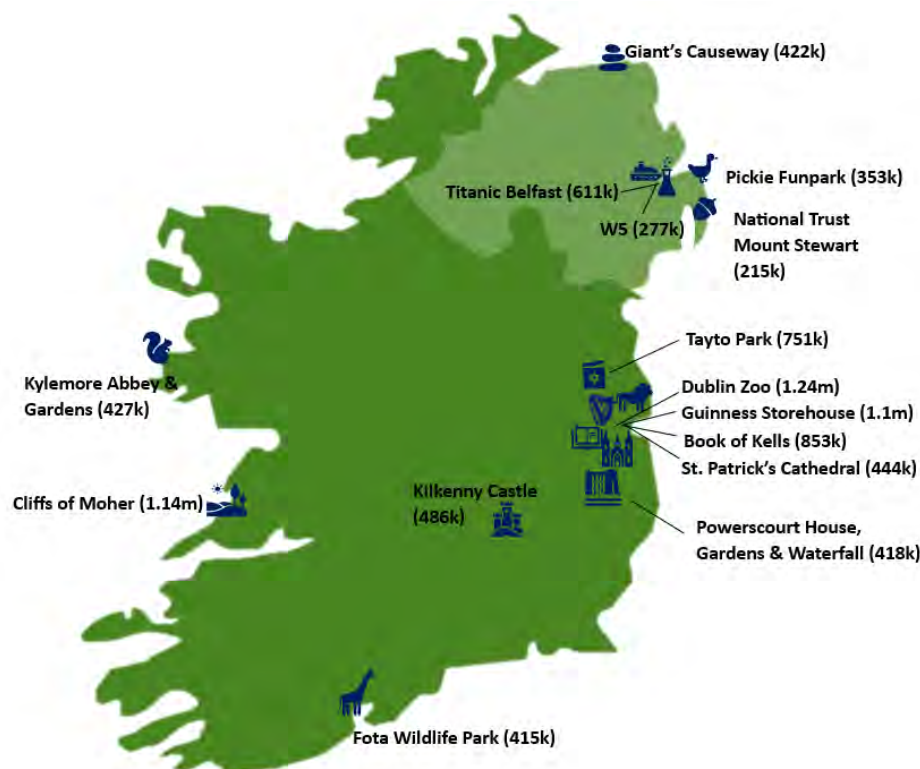 Giant's Causeway (422k)
Titanic Belfast (611k)
Pickie Funpark (353k)
W5 (277k)
National Trust
Mount Stewart
(215k)
Tayto Park (751k)
Kylemore Abbey &
Gardens (427k)
Dublin Zoo (1.24m)
Guinness Storehouse (1.1m)
Book of Kells (853k)
St. Patrick's Cathedral (444k)
Cliffs of Moher (1.14m)
Kilkenny Castle
(486k)
Powerscourt House,
Gardens & Waterfall (418k)
Fota Wildlife Park (415k)